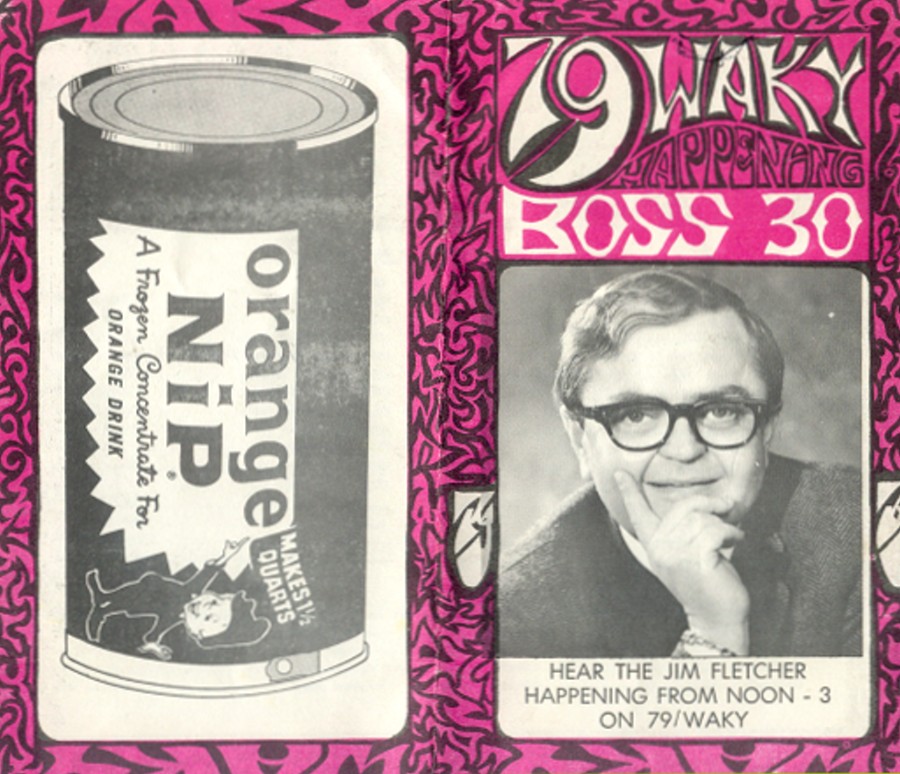 orange
NiP®
A Frozen Concentrate For
ORANGE DRINK
MAKES 1½
QUARTS
79 WAKY
HAPPENING
BOSS 30
HEAR THE JIM FLETCHER
HAPPENING FROM NOON - 3
ON 79/WAKY